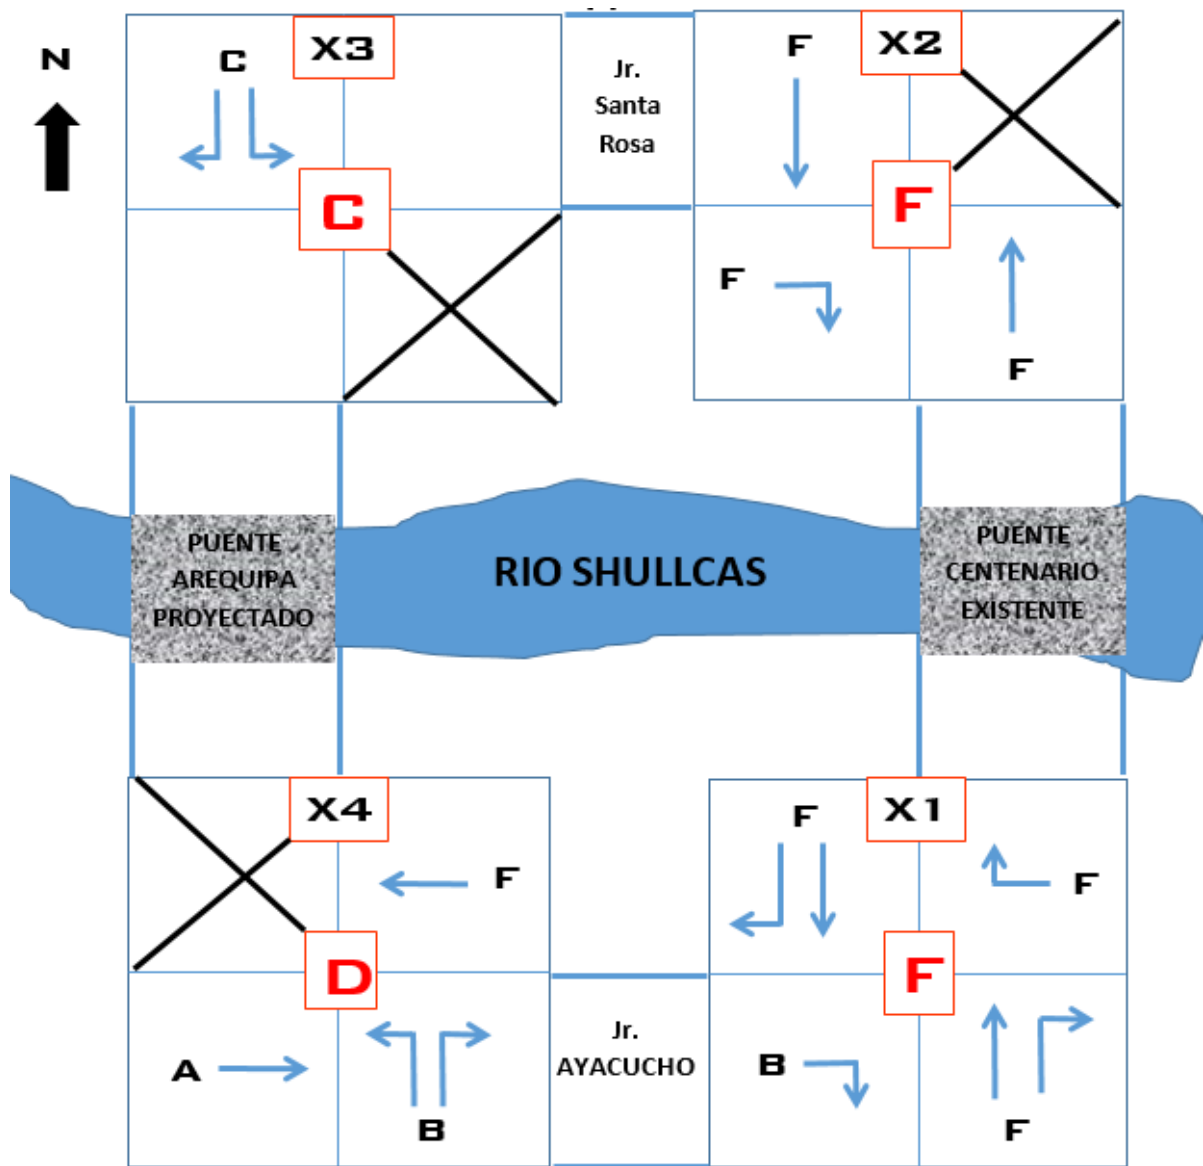 N
C
X3
Jr.
Santa
Rosa
F
X2
C
F
F
F
PUENTE
AREQUIPA
PROYECTADO
RIO SHULLCAS
PUENTE
CENTENARIO
EXISTENTE
X4
F
D
A
B
Jr.
AYACUCHO
F
X1
F
F
B
F